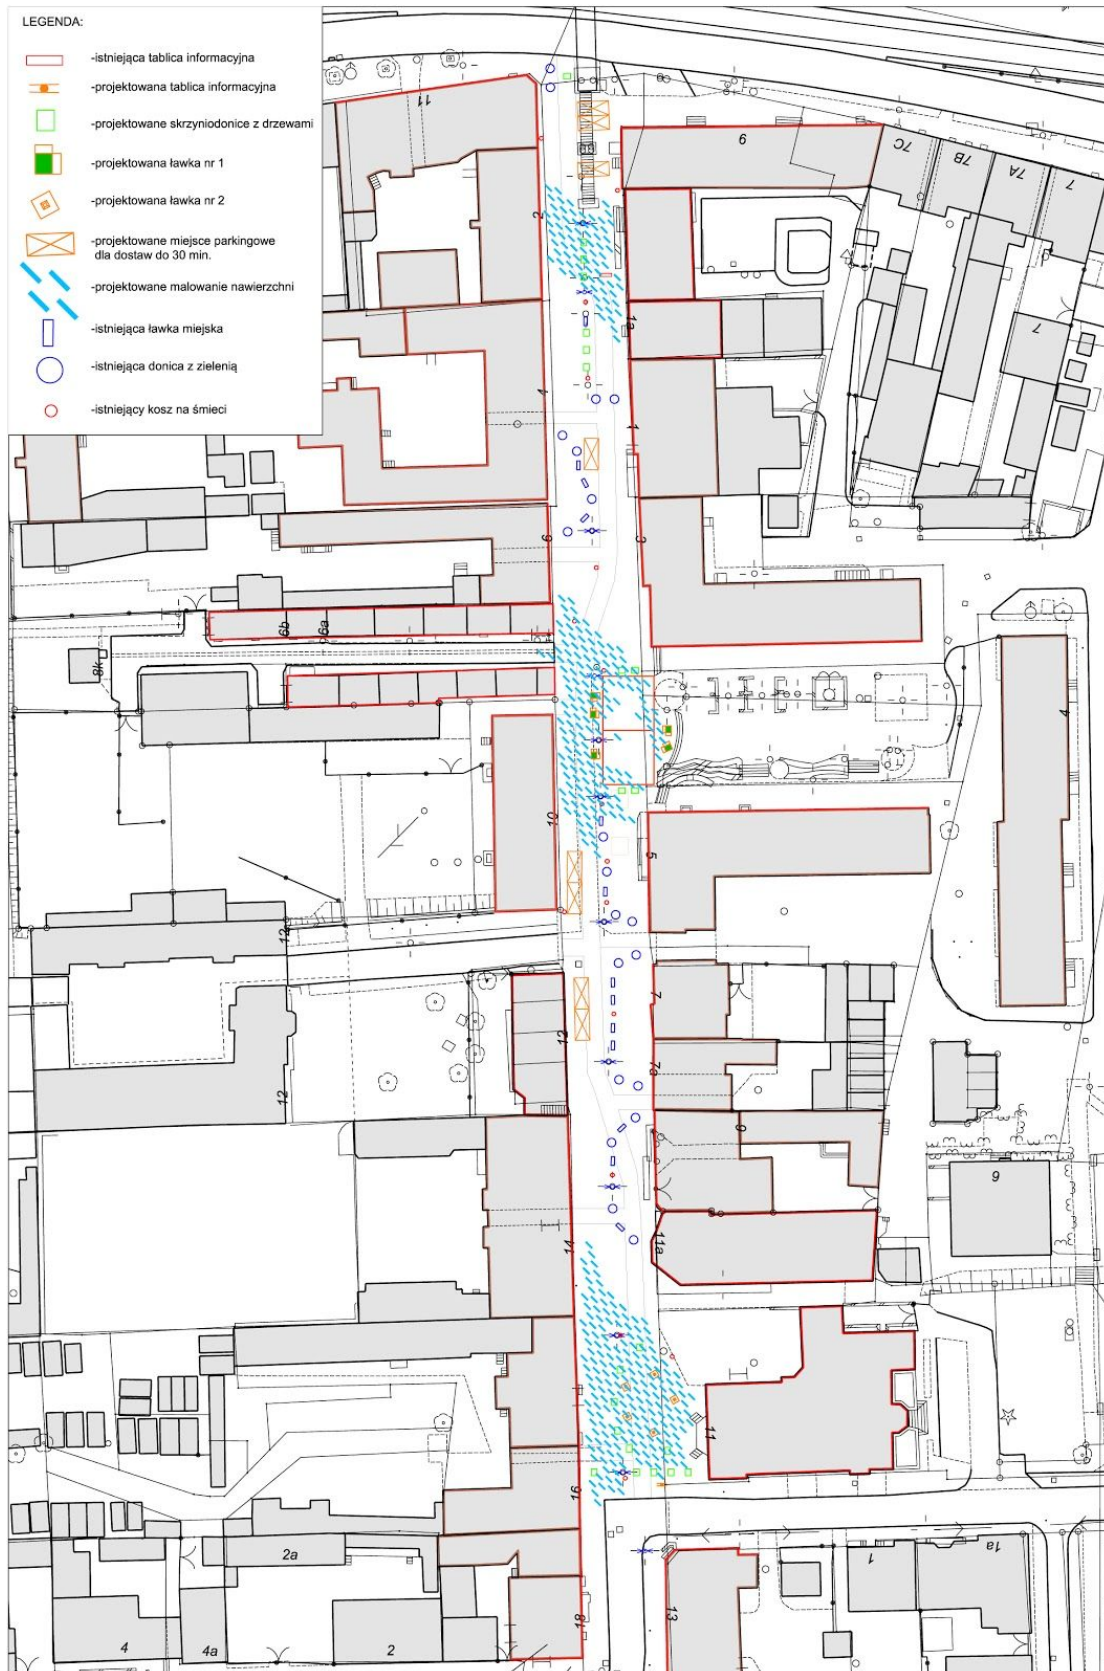 LEGENDA:
-istniejąca tablica informacyjna
-projektowana tablica informacyjna
-projektowane skrzyniodonice z drzewami
-projektowana ławka nr 1
-projektowana ławka nr 2
-projektowane miejsce parkingowe
dla dostaw do 30 min.
-projektowane malowanie nawierzchni
-istniejąca ławka miejska
-istniejąca donica z zielenią
-istniejący kosz na śmieci
11
9
7C
7B
7A
7
2
1a
7
4
1
6
3
6b
6a
8k
4
10
5
12
7
12
12
7a
9
9
14
11a
11
16
2a
1
1a
13
18
4
4a
2